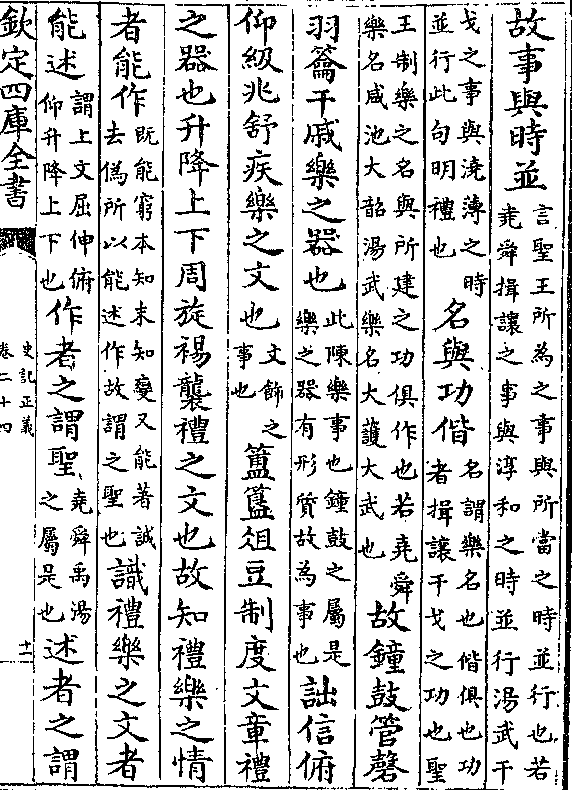 故事與時並言聖王所為之事與所當之時並行也若堯舜揖讓之事與淳和之時並行湯武干
戈之事與澆薄之時並行此句明禮也名與功偕名謂樂名也偕俱也功者揖讓干戈之功也聖
王制樂之名與所建之功俱作也若堯舜樂名咸池大韶湯武樂名大護大武也故鐘鼓管磬
羽籥干戚樂之器也此陳樂事也鐘鼓之屬是樂之器有形質故為事也詘信俯
仰級兆舒疾樂之文也文飾之事也簠簋俎豆制度文章禮
之器也升降上下周旋裼襲禮之文也故知禮樂之情
者能作既能窮本知末知變又能著誠去偽所以能述作故謂之聖也識禮樂之文者
能述謂上文屈伸俯仰升降上下也作者之謂聖堯舜禹湯之屬是也述者之謂
欽定四庫全書
史記正義
卷二十四
十一